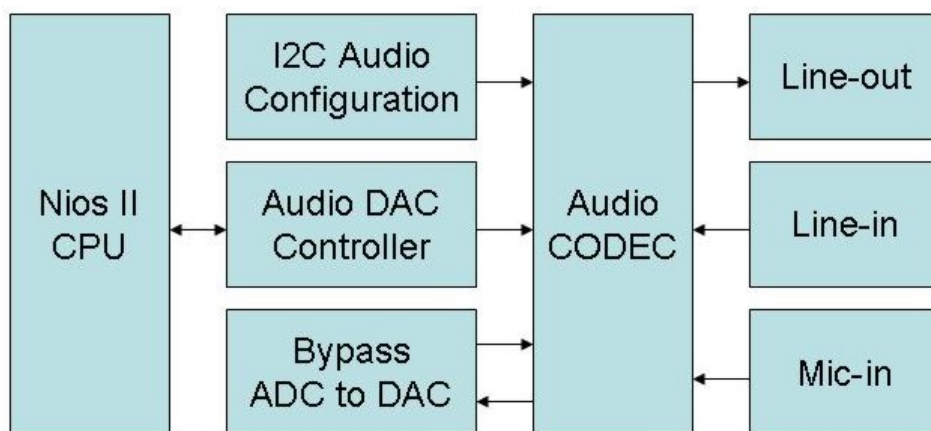 Nios II
CPU
I2C Audio
Configuration
Audio DAC
Controller
Bypass
ADC to DAC
Audio
CODEC
Line-out
Line-in
Mic-in